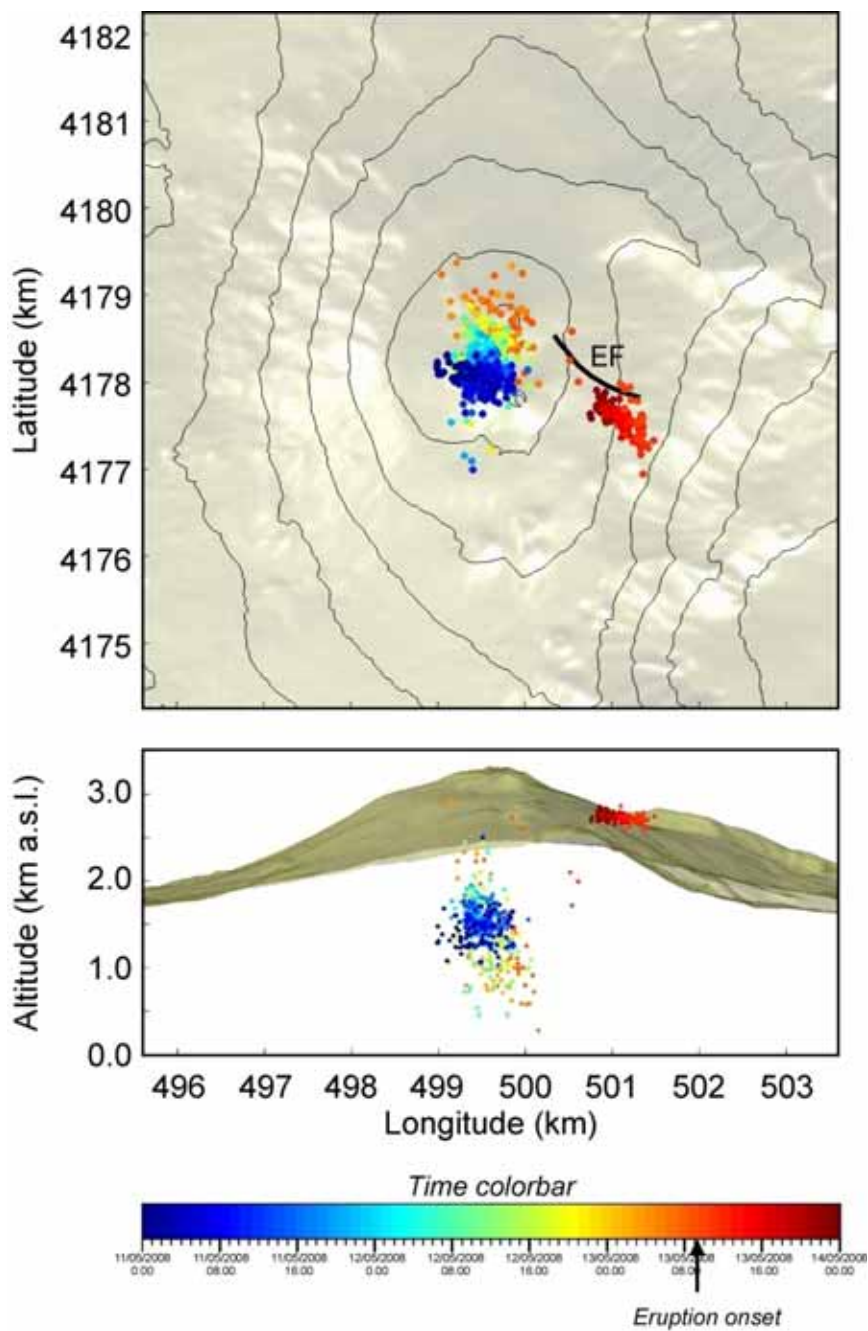 4182
4181
4180
4179
4178
4177
4176
4175
Latitude (km)
EF
3.0
2.0
1.0
0.0
Altitude (km a.s.l.)
496 497 498 499 500 501 502 503
Longitude (km)
Time colorbar
11/05/2008 11/05/2008 11/05/2008 12/05/2008 12/05/2008 12/05/2008 13/05/2008 13/05/2008 13/05/2008 14/05/2008
0.00 08.00 16.00 0.00 08.00 16.00 00.00 08.00 16.00 00.00
Eruption onset